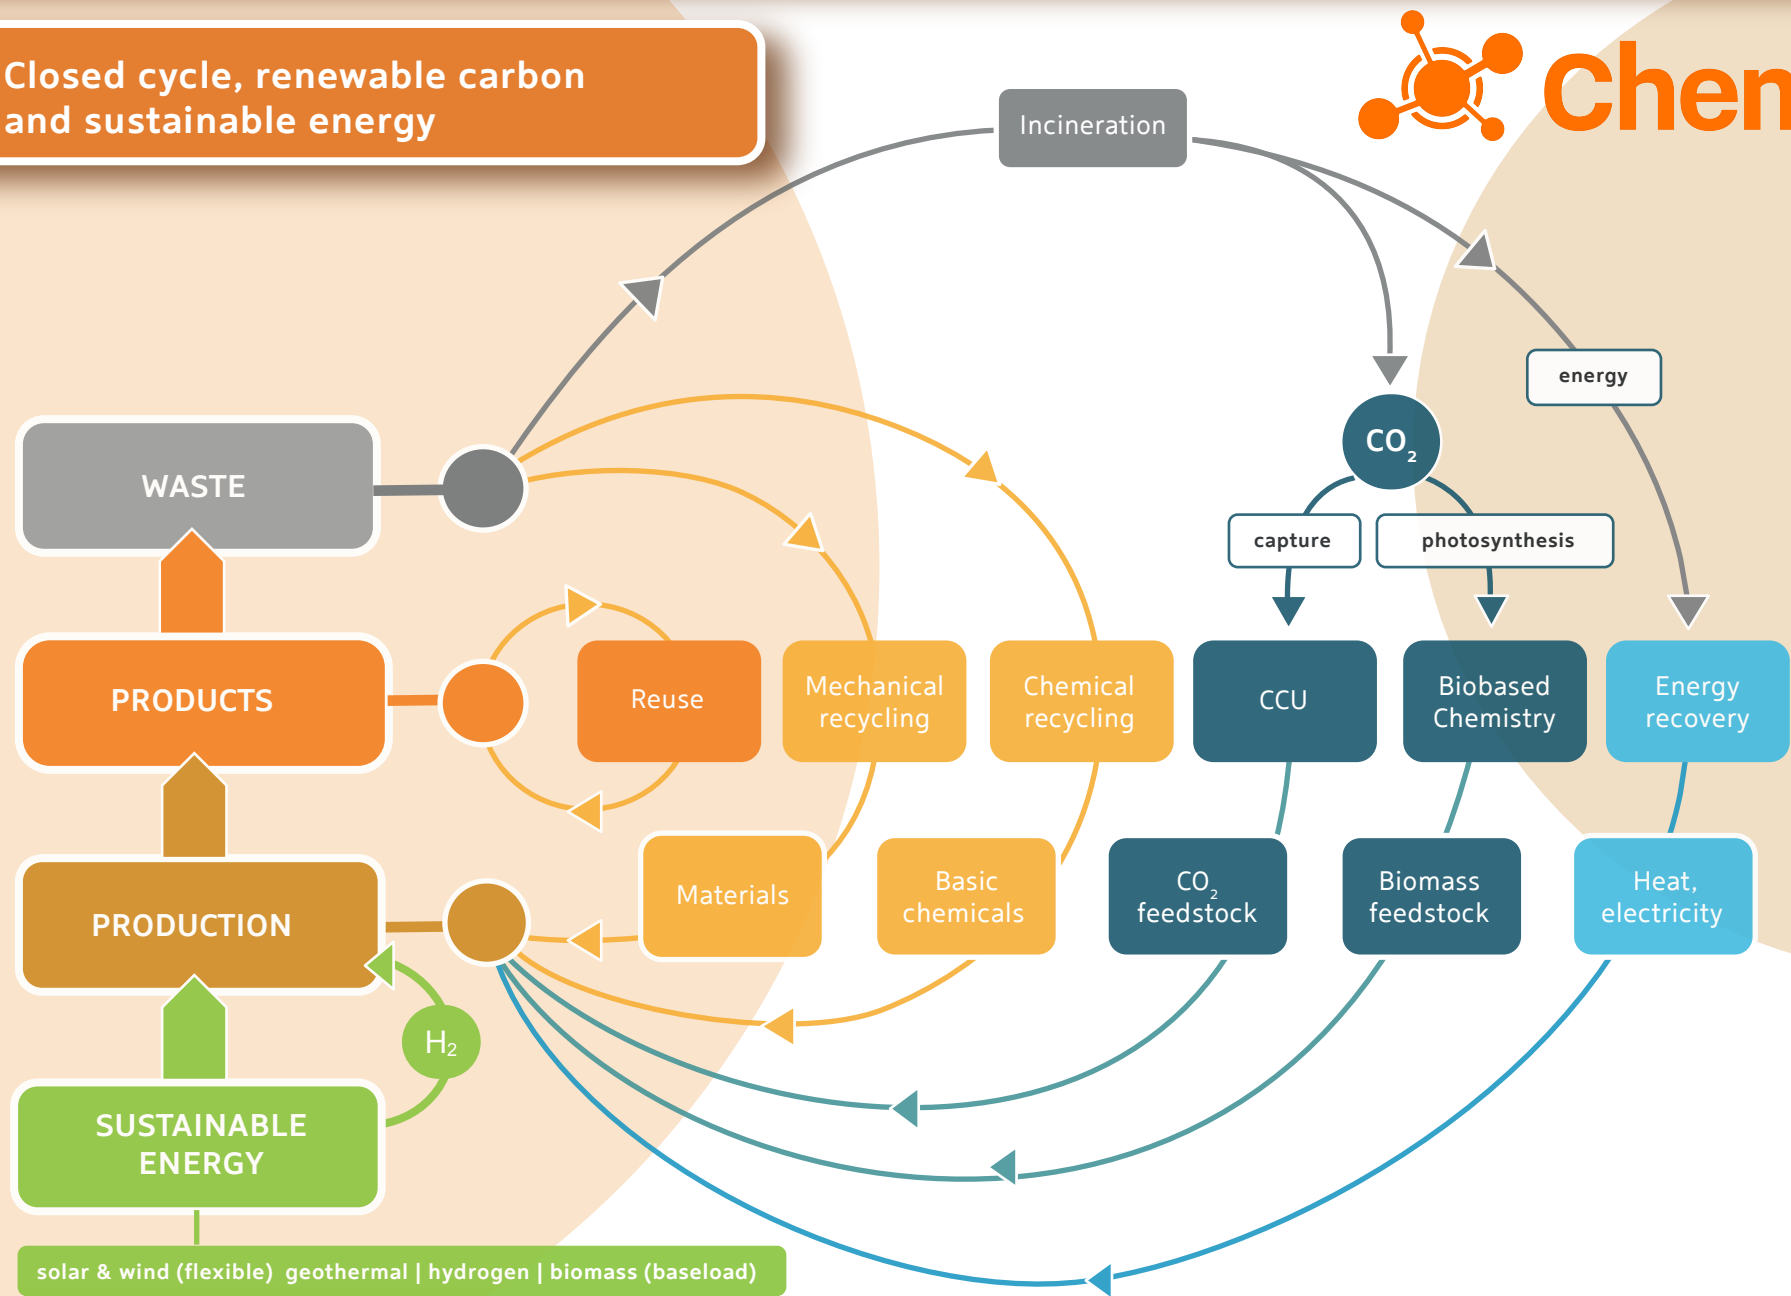 Closed cycle, renewable carbon
and sustainable energy
Chem
Incineration
energy
CO₂
WASTE
capture
photosynthesis
PRODUCTS
Reuse
Mechanical
recycling
Chemical
recycling
CCU
Biobased
Chemistry
Energy
recovery
PRODUCTION
Materials
Basic
chemicals
CO₂
feedstock
Biomass
feedstock
Heat,
electricity
H₂
SUSTAINABLE
ENERGY
solar & wind (flexible) geothermal | hydrogen | biomass (baseload)